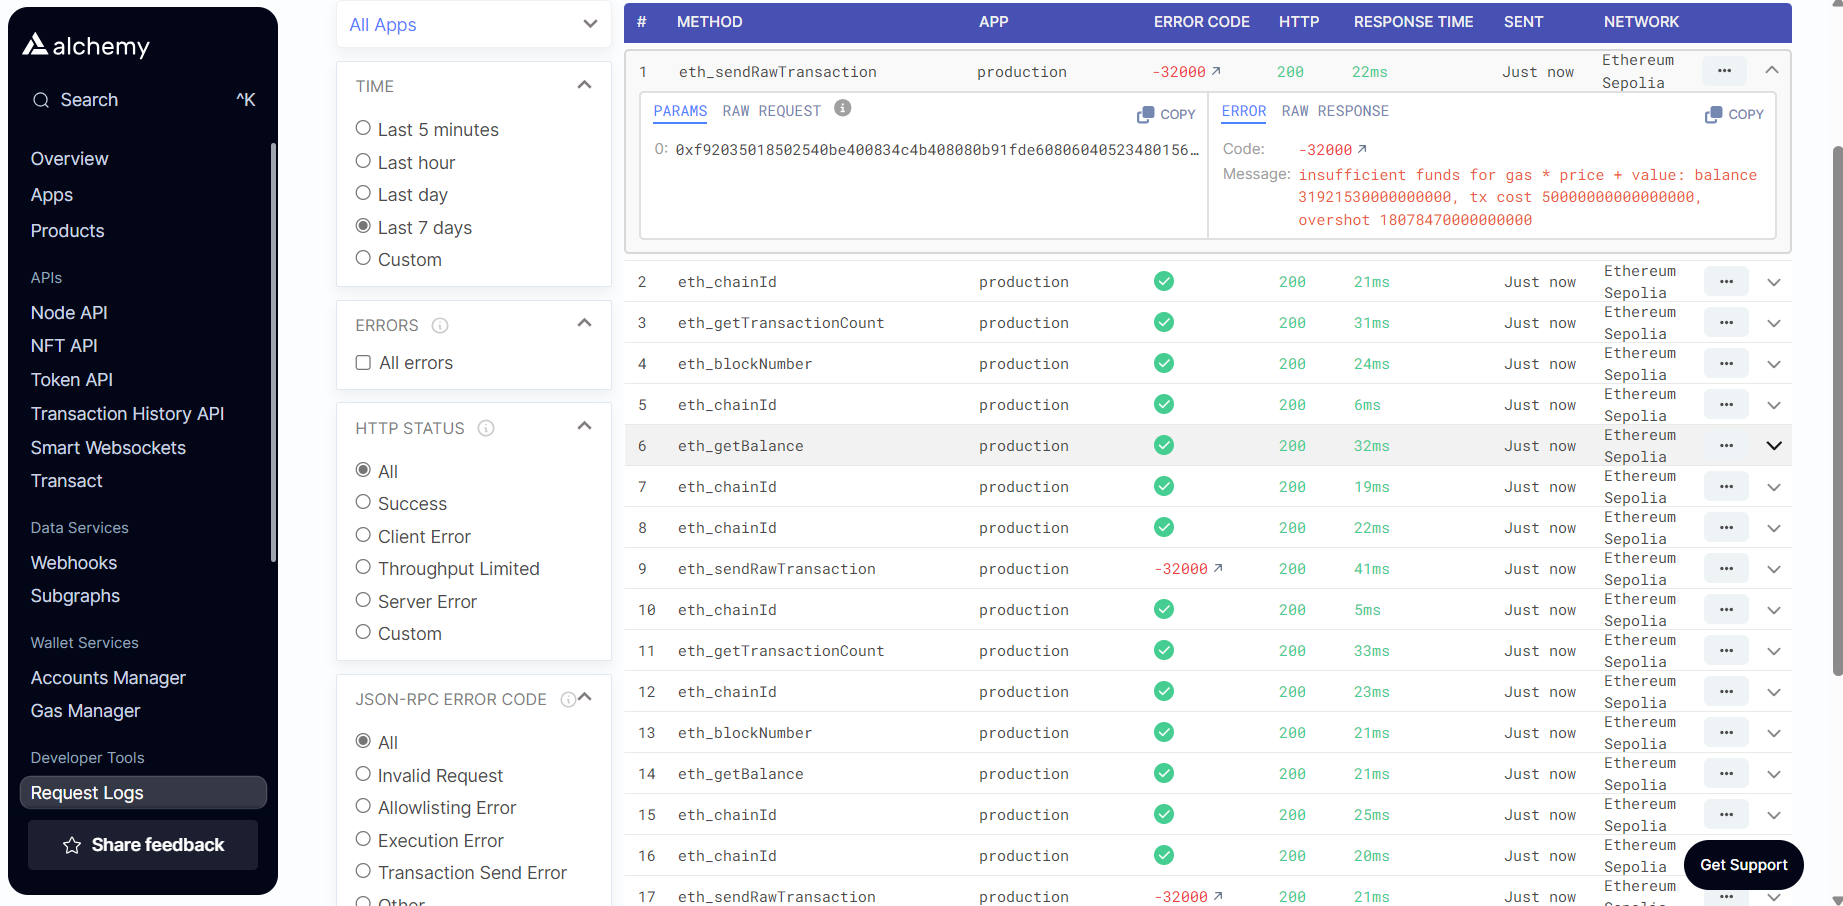 alchemy
Search ^K
Overview
Apps
Products
APIs
Node API
NFT API
Token API
Transaction History API
Smart Websockets
Transact
Data Services
Webhooks
Subgraphs
Wallet Services
Accounts Manager
Gas Manager
Developer Tools
Request Logs
Share feedback
All Apps
TIME
Last 5 minutes
Last hour
Last day
Last 7 days
Custom
ERRORS
All errors
HTTP STATUS
All
Success
Client Error
Throughput Limited
Server Error
Custom
JSON-RPC ERROR CODE
All
Invalid Request
Allowlisting Error
Execution Error
Transaction Send Error
Other
# METHOD APP ERROR CODE HTTP RESPONSE TIME SENT NETWORK
1 eth_sendRawTransaction production -32000 200 22ms Just now Ethereum Sepolia ...
PARAMS RAW REQUEST COPY
0: 0xf92035018502540be400834c4b408080b91fde60806040523480156…
ERROR RAW RESPONSE COPY
Code: -32000
Message: insufficient funds for gas * price + value: balance
31921530000000000, tx cost 50000000000000000,
overshot 18078470000000000
2 eth_chainId production 200 21ms Just now Ethereum Sepolia ...
3 eth_getTransactionCount production 200 31ms Just now Ethereum Sepolia ...
4 eth_blockNumber production 200 24ms Just now Ethereum Sepolia ...
5 eth_chainId production 200 6ms Just now Ethereum Sepolia ...
6 eth_getBalance production 200 32ms Just now Ethereum Sepolia ...
7 eth_chainId production 200 19ms Just now Ethereum Sepolia ...
8 eth_chainId production 200 22ms Just now Ethereum Sepolia ...
9 eth_sendRawTransaction production -32000 200 41ms Just now Ethereum Sepolia ...
10 eth_chainId production 200 5ms Just now Ethereum Sepolia ...
11 eth_getTransactionCount production 200 33ms Just now Ethereum Sepolia ...
12 eth_chainId production 200 23ms Just now Ethereum Sepolia ...
13 eth_blockNumber production 200 21ms Just now Ethereum Sepolia ...
14 eth_getBalance production 200 21ms Just now Ethereum Sepolia ...
15 eth_chainId production 200 25ms Just now Ethereum Sepolia ...
16 eth_chainId production 200 20ms Just now Ethereum Sepolia
17 eth_sendRawTransaction production -32000 200 21ms Just now Ethereum Sepolia ...
Get Support